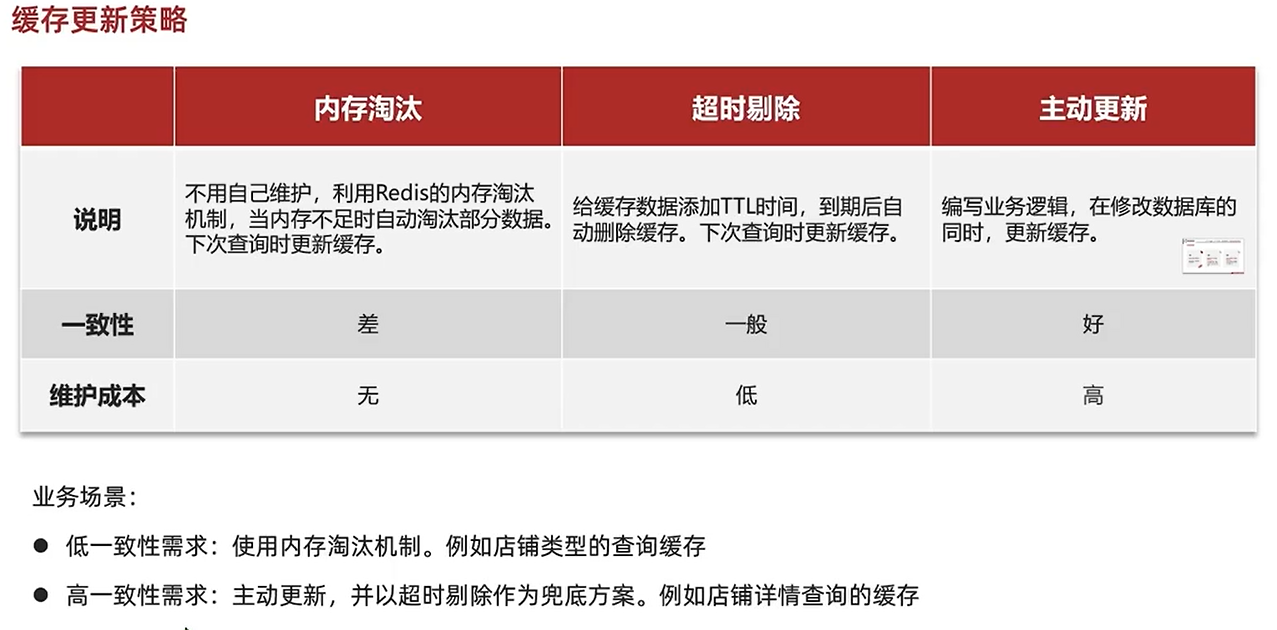 缓存更新策略
内存淘汰
超时剔除
主动更新
说明
不用自己维护，利用Redis的内存淘汰
机制，当内存不足时自动淘汰部分数据。
下次查询时更新缓存。
给缓存数据添加TTL时间，到期后自
动删除缓存。下次查询时更新缓存。
编写业务逻辑，在修改数据库的
同时，更新缓存。
一致性
差
一般
好
维护成本
无
低
高
业务场景：
● 低一致性需求：使用内存淘汰机制。例如店铺类型的查询缓存
● 高一致性需求：主动更新，并以超时剔除作为兜底方案。例如店铺详情查询的缓存